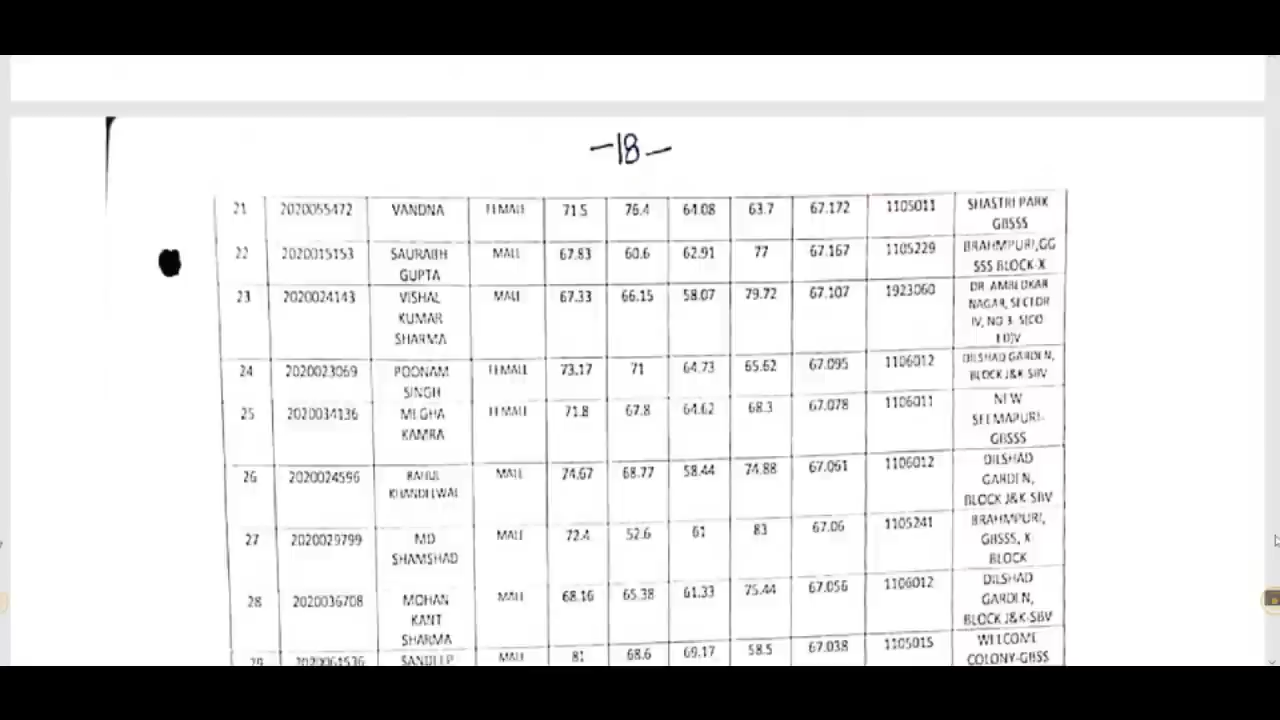 -18-
21 2020055472 VANDNA FEMALE 71.5 76.4 64.08 63.7 67.172 1105011 SHASTRI PARK
GBSSS
22 2020015153 SAURABH MALE 67.83 60.6 62.91 77 67.167 1105229 BRAHMPURI,GG
GUPTA SSS BLOCK-X
23 2020024143 VISHAL MALE 67.33 66.15 58.07 79.72 67.107 1923060 DR. AMBEDKAR
KUMAR NAGAR, SECTOR
SHARMA IV, NO 3
24 2020023069 POONAM FEMALE 73.17 71 64.73 65.62 67.095 1106012 DILSHAD GARDEN,
SINGH BLOCK J&K SBV
25 2020034136 MEGHA FEMALE 71.8 67.8 64.62 68.3 67.078 1106011 NEW
KAMRA SEEMAPURI-
GBSSS
26 2020024596 RAHUL MALE 74.67 68.77 58.44 74.88 67.061 1106012 DILSHAD
KHANDELWAL GARDEN,
BLOCK J&K SBV
27 2020029799 MD MALE 72.4 52.6 61 83 67.06 1105241 BRAHMPURI,
SHAMSHAD GBSSS, X
BLOCK
28 2020036708 MOHAN MALE 68.16 65.38 61.33 75.44 67.056 1106012 DILSHAD
KANT GARDEN,
SHARMA BLOCK J&K SBV
29 2020061536 SANDEEP MALE 81 68.6 69.17 58.5 67.038 1105015 WELCOME
COLONY-GBSS